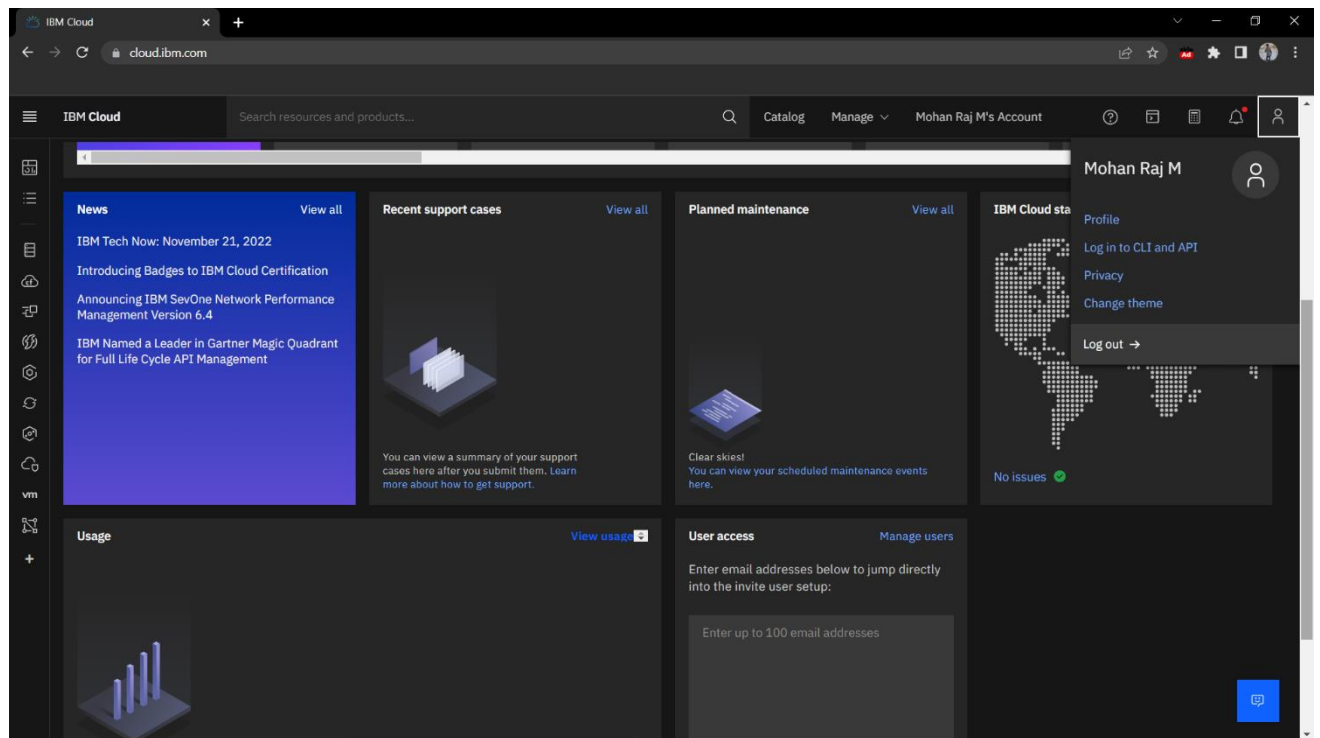 IBM Cloud
cloud.ibm.com
Ad
IBM Cloud
Search resources and products...
Catalog
Manage
Mohan Raj M's Account
Mohan Raj M
Profile
Log in to CLI and API
Privacy
Change theme
Log out →
News
View all
IBM Tech Now: November 21, 2022
Introducing Badges to IBM Cloud Certification
Announcing IBM SevOne Network Performance
Management Version 6.4
IBM Named a Leader in Gartner Magic Quadrant
for Full Life Cycle API Management
Recent support cases
View all
You can view a summary of your support
cases here after you submit them. Learn
more about how to get support.
Planned maintenance
View all
Clear skies!
You can view your scheduled maintenance events
here.
IBM Cloud sta
No issues
vm
Usage
View usage
User access
Manage users
Enter email addresses below to jump directly
into the invite user setup:
Enter up to 100 email addresses